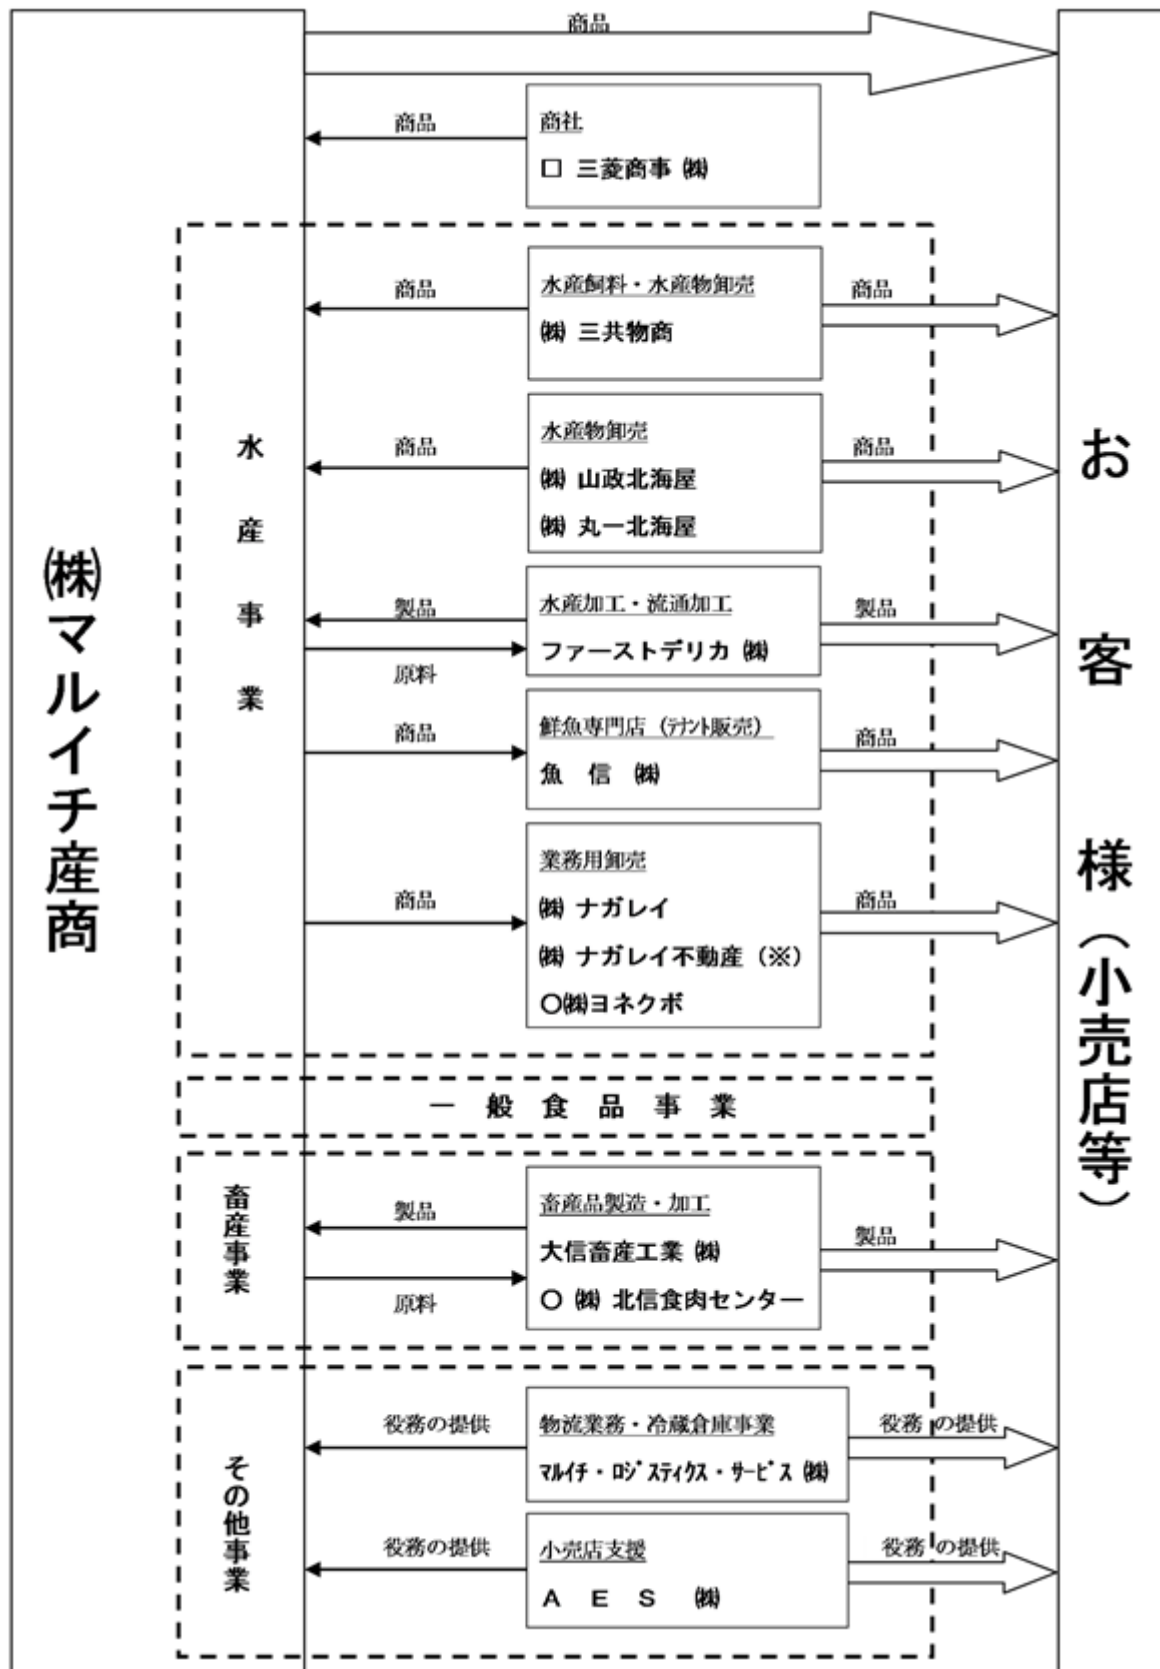 商品
㈱マルイチ産商
お客様（小売店等）
商品
商社
□ 三菱商事 ㈱
水産事業
商品
水産飼料・水産物卸売
㈱ 三共物商
商品
商品
水産物卸売
㈱ 山政北海屋
㈱ 丸一北海屋
商品
製品
原料
水産加工・流通加工
ファーストデリカ ㈱
製品
商品
鮮魚専門店（ﾃﾅﾝﾄ販売）
魚 信 ㈱
商品
商品
業務用卸売
㈱ ナガレイ
㈱ ナガレイ不動産（※）
○㈱ヨネクボ
商品
一 般 食 品 事 業
畜産事業
製品
原料
畜産品製造・加工
大信畜産工業 ㈱
○ ㈱ 北信食肉センター
製品
その他事業
役務の提供
物流業務・冷蔵倉庫事業
ﾏﾙｲﾁ・ﾛｼﾞｽﾃｨｸｽ・ｻｰﾋﾞｽ ㈱
役務の提供
役務の提供
小売店支援
Ａ Ｅ Ｓ ㈱
役務の提供